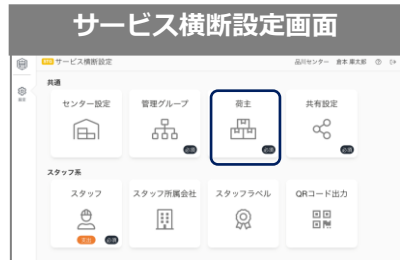 サービス横断設定画面
サービス横断設定
品川センター 倉本 庫太郎
共通
センター設定 管理グループ 荷主 共有設定
必須 必須 必須
スタッフ系
スタッフ スタッフ所属会社 スタッフラベル QRコード出力
必須